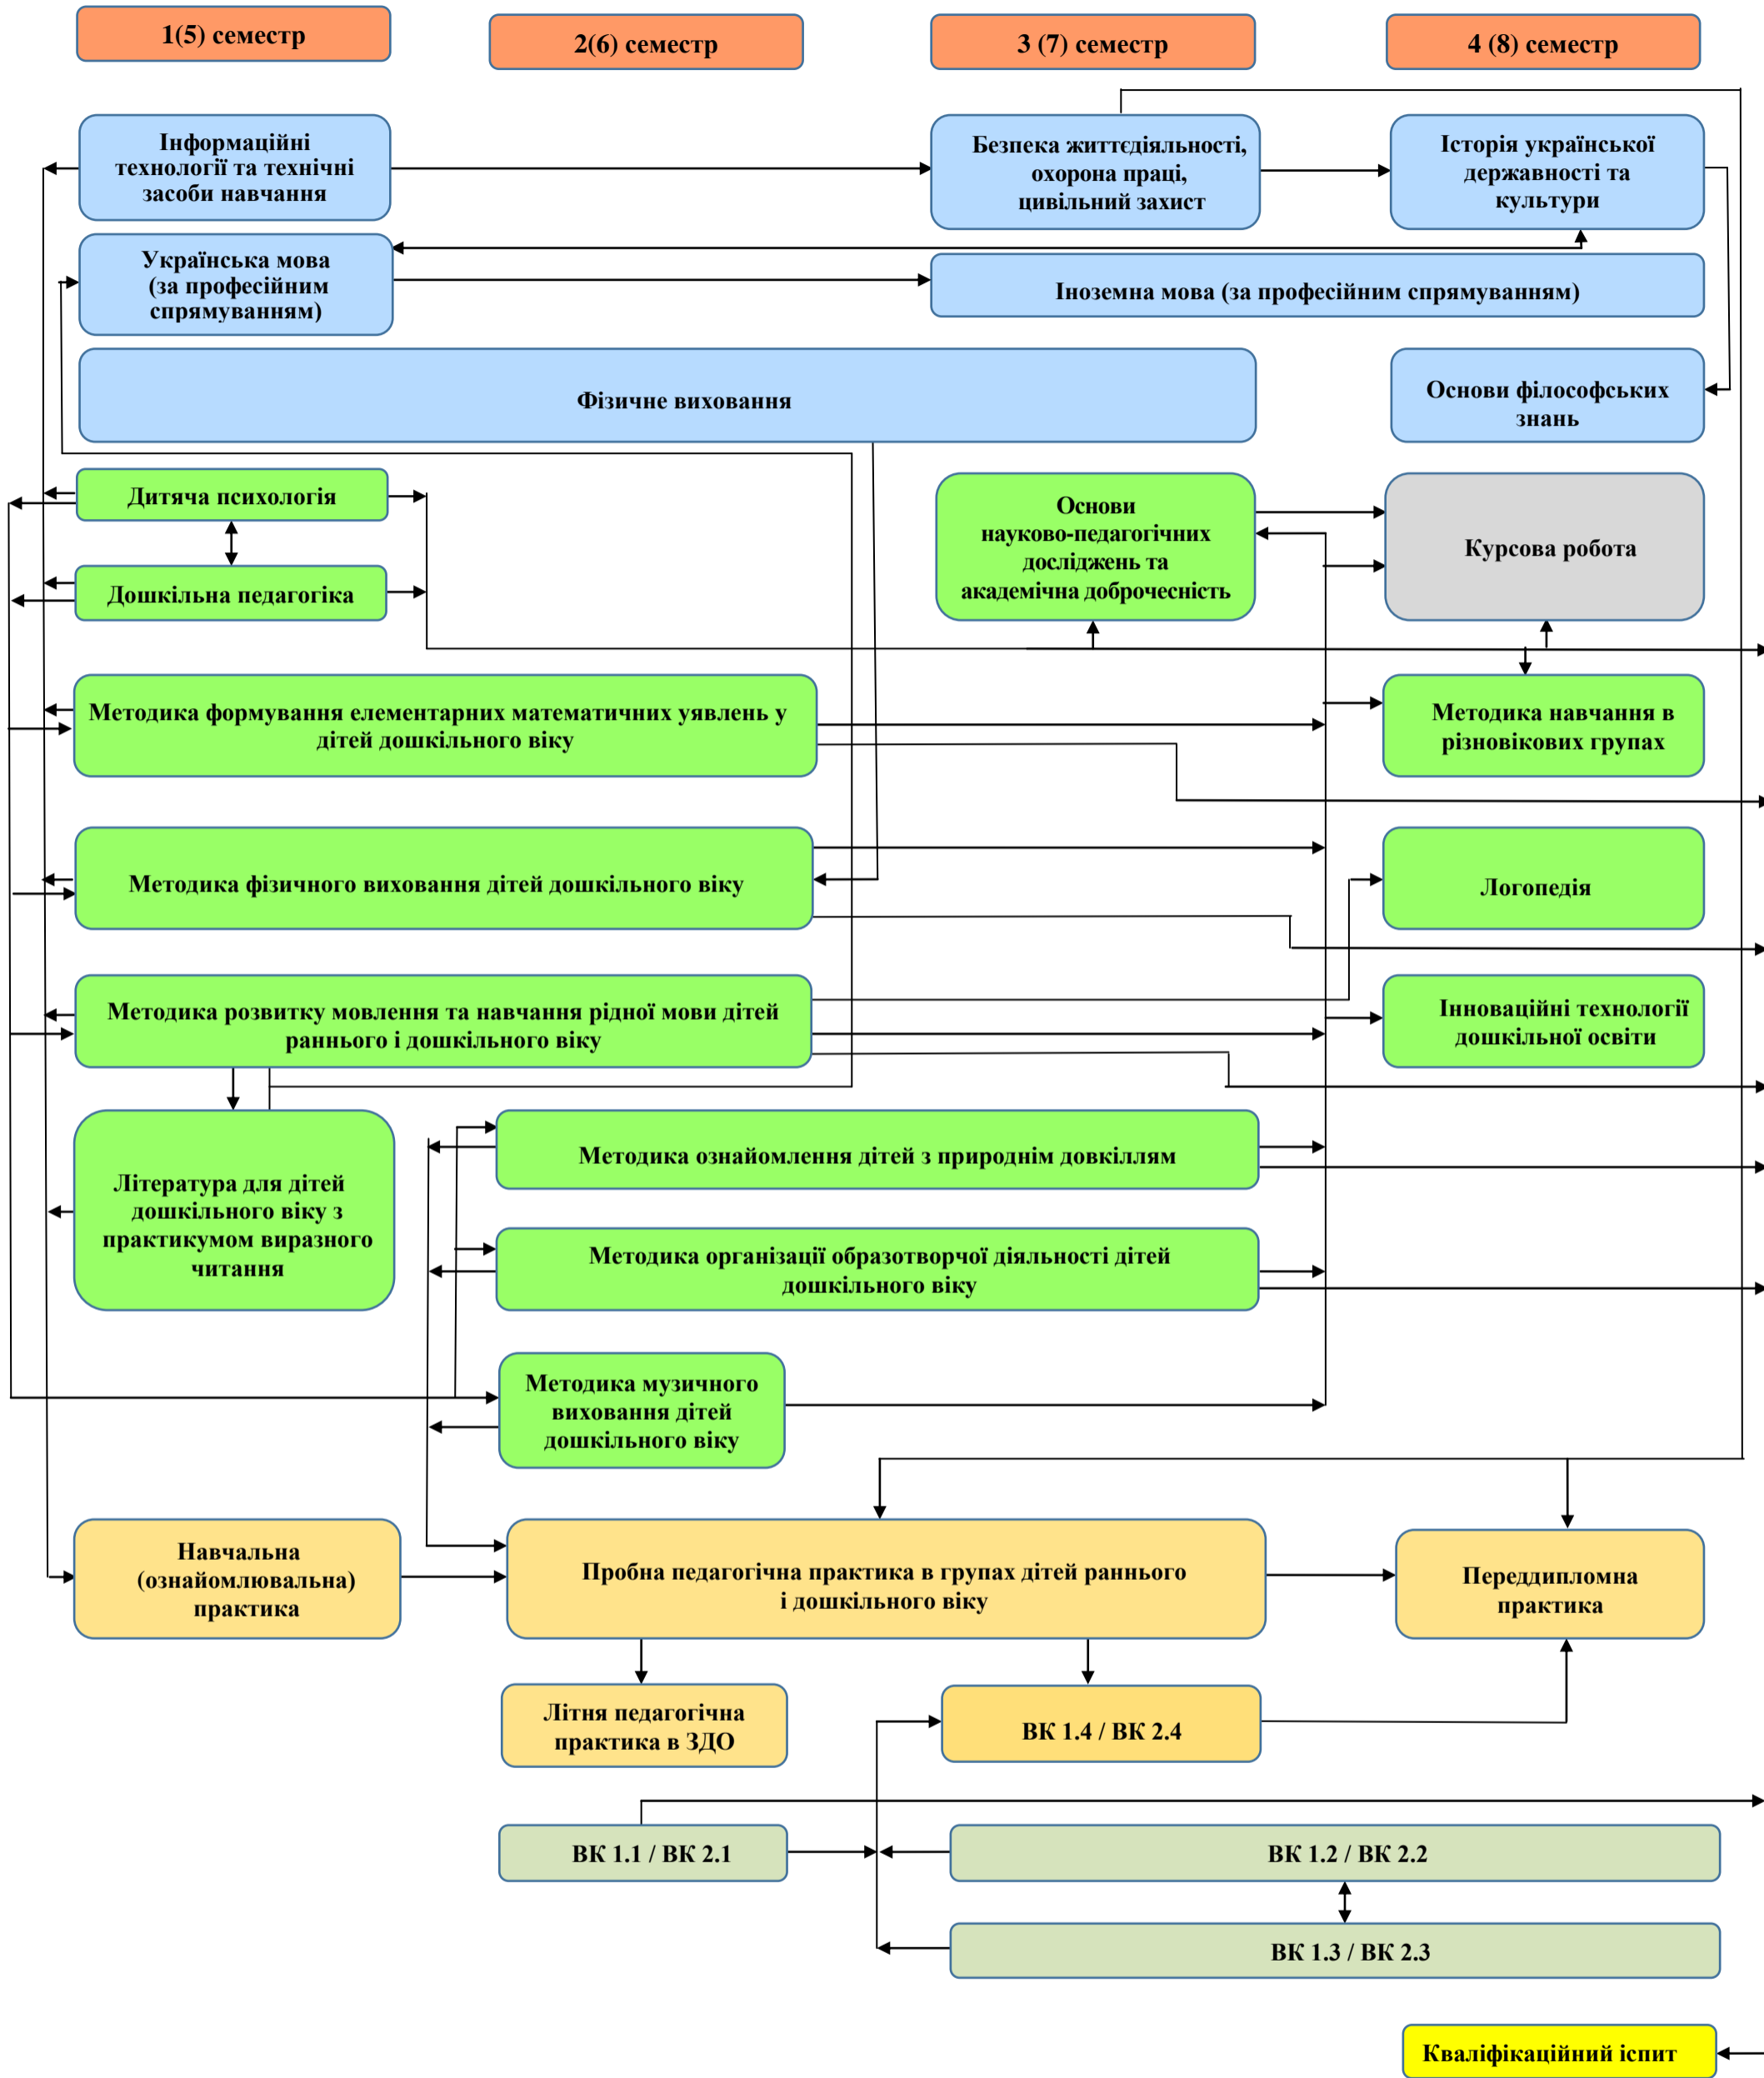 1(5) семестр
2(6) семестр
3 (7) семестр
4 (8) семестр
Інформаційні
технології та технічні
засоби навчання
Безпека життєдіяльності,
охорона праці,
цивільний захист
Історія української
державності та
культури
Українська мова
(за професійним
спрямуванням)
Іноземна мова (за професійним спрямуванням)
Фізичне виховання
Основи філософських
знань
Дитяча психологія
Дошкільна педагогіка
Основи
науково-педагогічних
досліджень та
академічна доброчесність
Курсова робота
Методика формування елементарних математичних уявлень у
дітей дошкільного віку
Методика навчання в
різновікових групах
Методика фізичного виховання дітей дошкільного віку
Логопедія
Методика розвитку мовлення та навчання рідної мови дітей
раннього і дошкільного віку
Інноваційні технології
дошкільної освіти
Література для дітей
дошкільного віку з
практикумом виразного
читання
Методика ознайомлення дітей з природнім довкіллям
Методика організації образотворчої діяльності дітей
дошкільного віку
Методика музичного
виховання дітей
дошкільного віку
Навчальна
(ознайомлювальна)
практика
Пробна педагогічна практика в групах дітей раннього
і дошкільного віку
Переддипломна
практика
Літня педагогічна
практика в ЗДО
ВК 1.4 / ВК 2.4
ВК 1.1 / ВК 2.1
ВК 1.2 / ВК 2.2
ВК 1.3 / ВК 2.3
Кваліфікаційний іспит